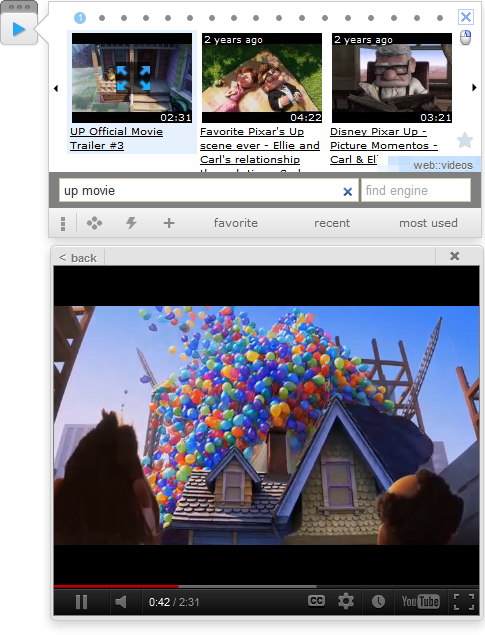 1
2 years ago
2 years ago
02:31
04:22
03:21
UP Official Movie
Trailer #3
Favorite Pixar's Up
scene ever - Ellie and
Carl's relationship
Disney Pixar Up -
Picture Momentos -
Carl & El
web::videos
up movie
find engine
favorite
recent
most used
< back
0:42 / 2:31
CC
YouTube